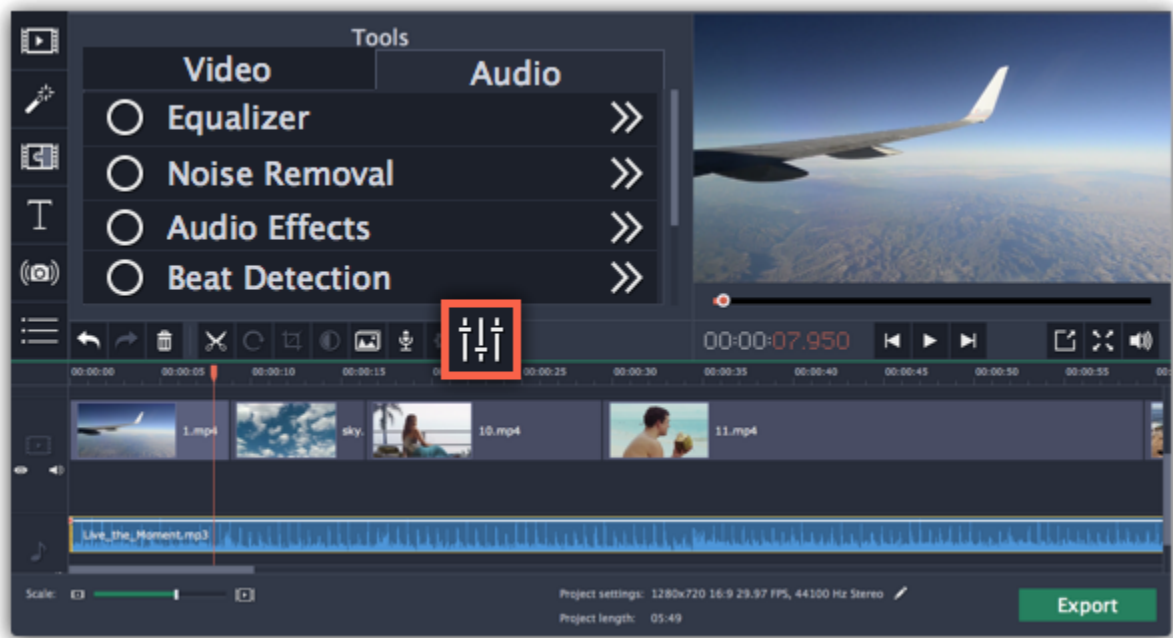 Tools
Video Audio
Equalizer
Noise Removal
Audio Effects
Beat Detection
T
00:00:07.950
00:00:00 00:00:05 00:00:10 00:00:15 00:00:25 00:00:30 00:00:35 00:00:40 00:00:45 00:00:50 00:00:55
1.mp4 sky. 10.mp4 11.mp4
Live_the_Moment.mp3
Scale:
Project settings: 1280x720 16:9 29.97 FPS, 44100 Hz Stereo
Export
Project length: 05:49